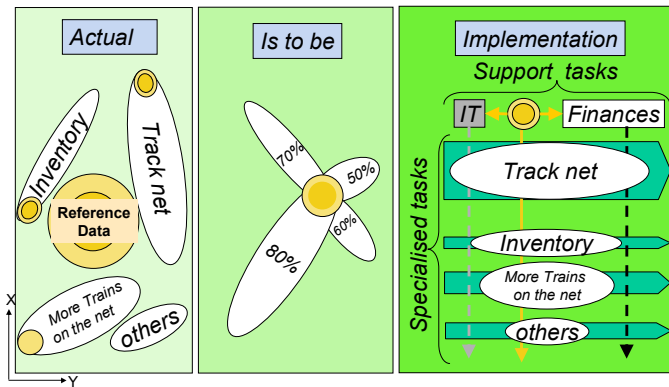 Actual
Inventory
Track net
Reference
Data
More Trains
on the net
others
X
Y
Is to be
70%
50%
60%
80%
Implementation
Support tasks
IT
Finances
Specialised tasks
Track net
Inventory
More Trains
on the net
others